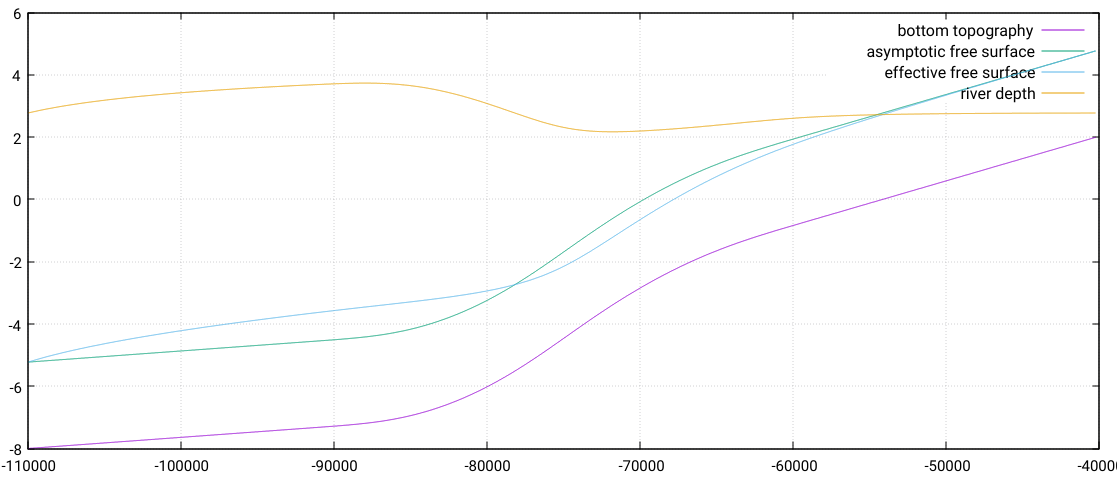 6
bottom topography
asymptotic free surface
4
effective free surface
river depth
2
0
-2
-4
-6
-8
-110000 -100000 -90000 -80000 -70000 -60000 -50000 -4000